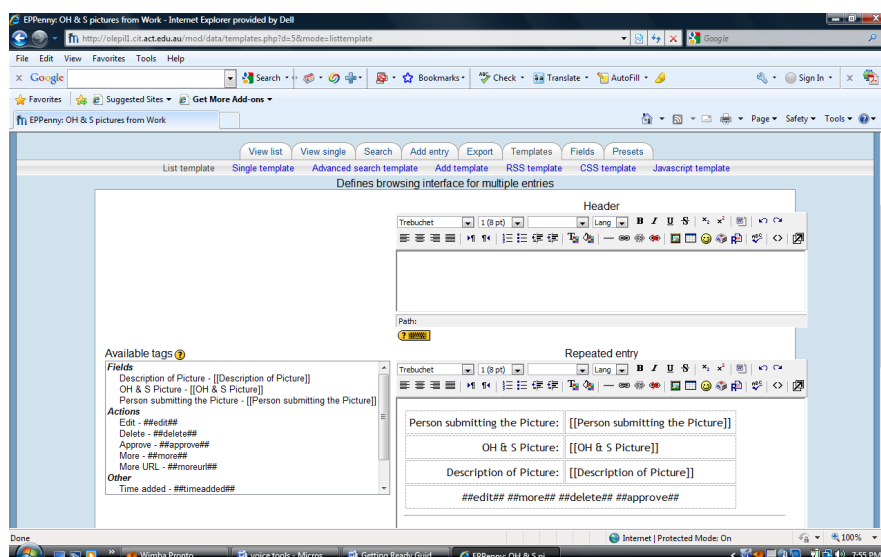 EPPenny: OH & S pictures from Work - Internet Explorer provided by Dell
http://olepil1.cit.act.edu.au/mod/data/templates.php?d=5&mode=listtemplate
Google
File Edit View Favorites Tools Help
x Google Search Bookmarks Check Translate AutoFill Sign In x
Favorites Suggested Sites Get More Add-ons
EPPenny: OH & S pictures from Work Page Safety Tools
View list View single Search Add entry Export Templates Fields Presets
List template Single template Advanced search template Add template RSS template CSS template Javascript template
Defines browsing interface for multiple entries
Header
Trebuchet 1 (8 pt) Lang B I U S
Path:
Available tags
Repeated entry
Fields
Description of Picture - [[Description of Picture]]
OH & S Picture - [[OH & S Picture]]
Person submitting the Picture - [[Person submitting the Picture]]
Actions
Edit - ##edit##
Delete - ##delete##
Approve - ##approve##
More - ##more##
More URL - ##moreurl##
Other
Time added - ##timeadded##
Trebuchet 1 (8 pt) Lang B I U S
Person submitting the Picture: [[Person submitting the Picture]]
OH & S Picture: [[OH & S Picture]]
Description of Picture: [[Description of Picture]]
##edit## ##more## ##delete## ##approve##
Done Internet | Protected Mode: On 100%
Wimba Pronto voice tools - Micros... Getting Ready Guid... EPPenny: OH & S pi... 7:55 PM